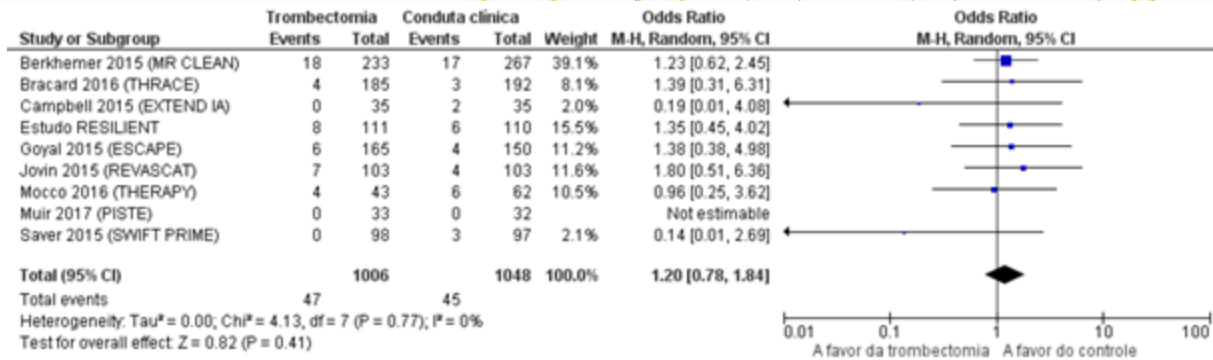 Trombectomia Conduta clínica Odds Ratio Odds Ratio
Study or Subgroup Events Total Events Total Weight M-H, Random, 95% CI M-H, Random, 95% CI
Berkhemer 2015 (MR CLEAN) 18 233 17 267 39.1% 1.23 [0.62, 2.45]
Bracard 2016 (THRACE) 4 185 3 192 8.1% 1.39 [0.31, 6.31]
Campbell 2015 (EXTEND IA) 0 35 2 35 2.0% 0.19 [0.01, 4.08]
Estudo RESILIENT 8 111 6 110 15.5% 1.35 [0.45, 4.02]
Goyal 2015 (ESCAPE) 6 165 4 150 11.2% 1.38 [0.38, 4.98]
Jovin 2015 (REVASCAT) 7 103 4 103 11.6% 1.80 [0.51, 6.36]
Mocco 2016 (THERAPY) 4 43 6 62 10.5% 0.96 [0.25, 3.62]
Muir 2017 (PISTE) 0 33 0 32 Not estimable
Saver 2015 (SWIFT PRIME) 0 98 3 97 2.1% 0.14 [0.01, 2.69]
Total (95% CI) 1006 1048 100.0% 1.20 [0.78, 1.84]
Total events 47 45
Heterogeneity: Tau² = 0.00; Chi² = 4.13, df = 7 (P = 0.77); I² = 0%
Test for overall effect: Z = 0.82 (P = 0.41)
0.01 0.1 1 10 100
A favor da trombectomia A favor do controle